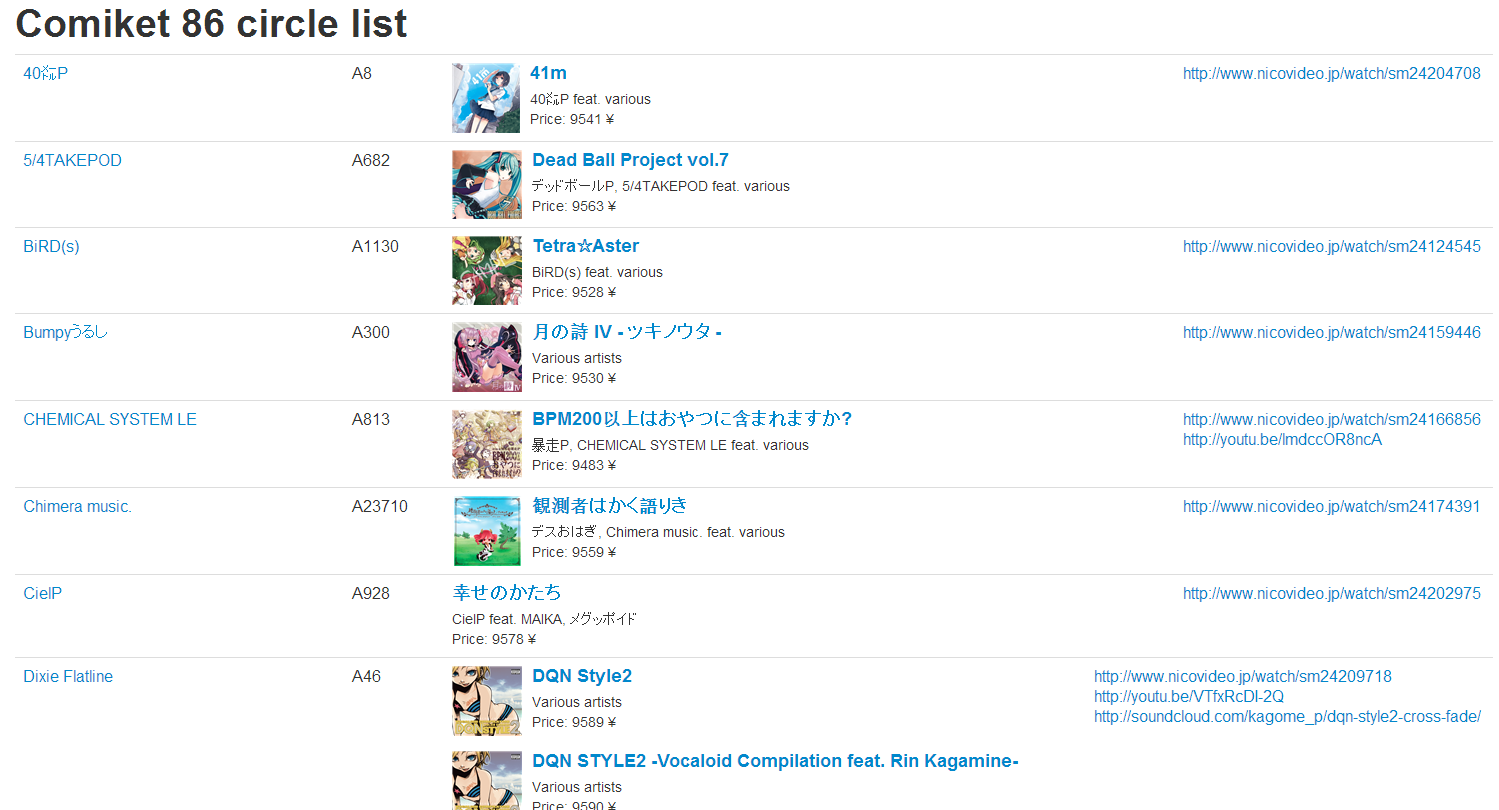 Comiket 86 circle list
40㍍P A8 41m http://www.nicovideo.jp/watch/sm24204708
40㍍P feat. various
Price: 9541 ¥
5/4TAKEPOD A682 Dead Ball Project vol.7
デッドボールP, 5/4TAKEPOD feat. various
Price: 9563 ¥
BiRD(s) A1130 Tetra☆Aster http://www.nicovideo.jp/watch/sm24124545
BiRD(s) feat. various
Price: 9528 ¥
Bumpyうるし A300 月の詩 IV - ツキノウタ - http://www.nicovideo.jp/watch/sm24159446
Various artists
Price: 9530 ¥
CHEMICAL SYSTEM LE A813 BPM200以上はおやつに含まれますか? http://www.nicovideo.jp/watch/sm24166856
暴走P, CHEMICAL SYSTEM LE feat. various http://youtu.be/lmdccOR8ncA
Price: 9483 ¥
Chimera music. A23710 観測者はかく語りき http://www.nicovideo.jp/watch/sm24174391
デスおはぎ, Chimera music. feat. various
Price: 9559 ¥
CielP A928 幸せのかたち http://www.nicovideo.jp/watch/sm24202975
CielP feat. MAIKA, メグッポイド
Price: 9578 ¥
Dixie Flatline A46 DQN Style2 http://www.nicovideo.jp/watch/sm24209718
Various artists http://youtu.be/VTfxRcDI-2Q
Price: 9589 ¥ http://soundcloud.com/kagome_p/dqn-style2-cross-fade/
DQN STYLE2 -Vocaloid Compilation feat. Rin Kagamine-
Various artists
Price: 9590 ¥